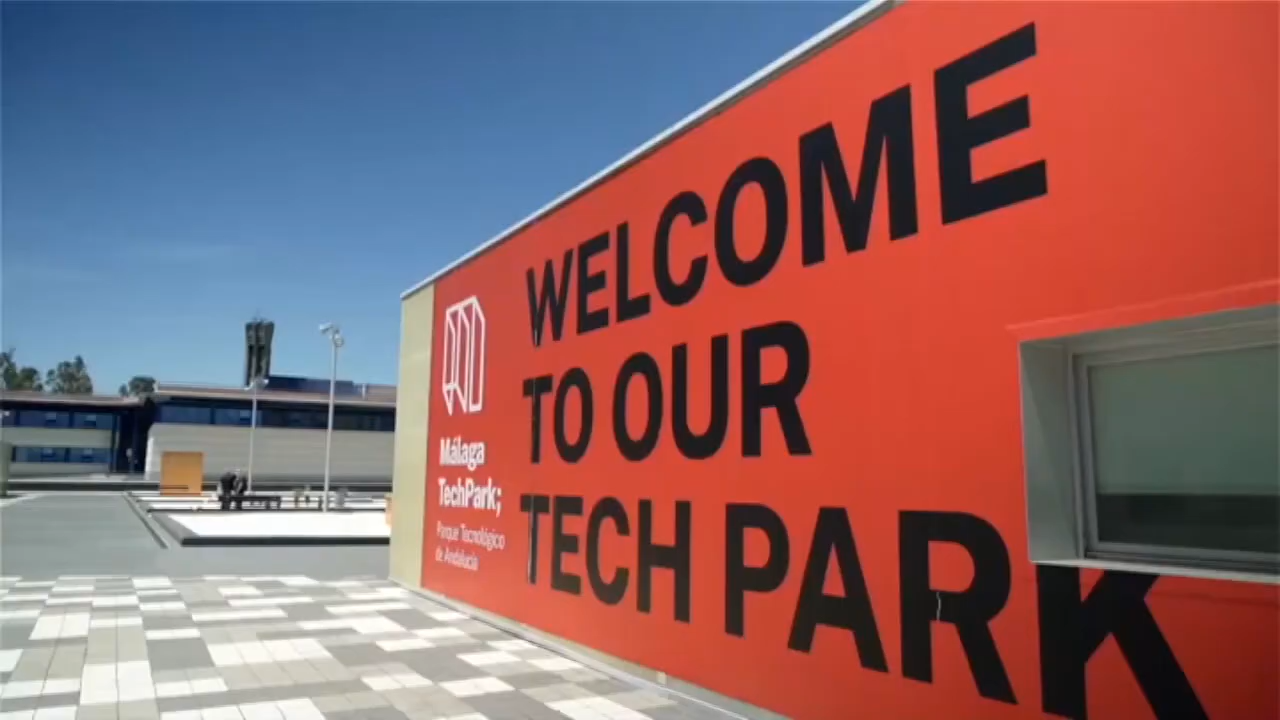 WELCOME
TO OUR
TECH PARK
Málaga
TechPark;
Parque Tecnológico
de Andalucía